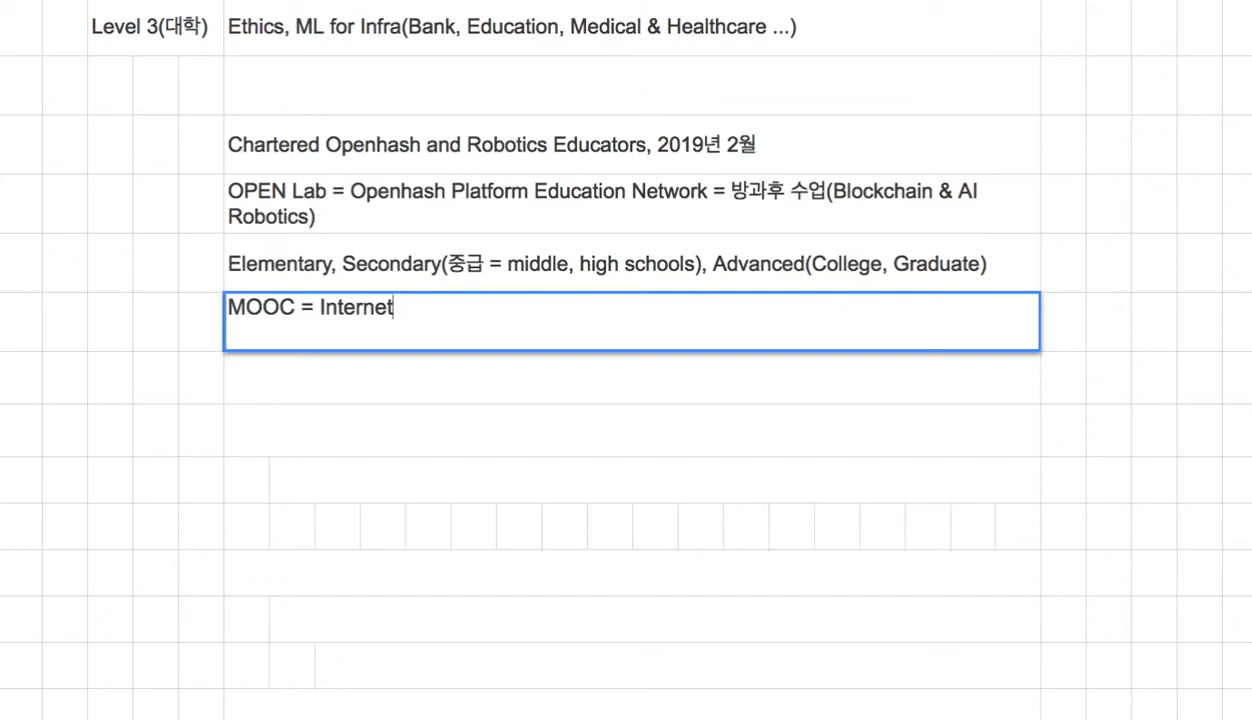 Level 3(대학) Ethics, ML for Infra(Bank, Education, Medical & Healthcare ...)
Chartered Openhash and Robotics Educators, 2019년 2월
OPEN Lab = Openhash Platform Education Network = 방과후 수업(Blockchain & AI
Robotics)
Elementary, Secondary(중급 = middle, high schools), Advanced(College, Graduate)
MOOC = Internet